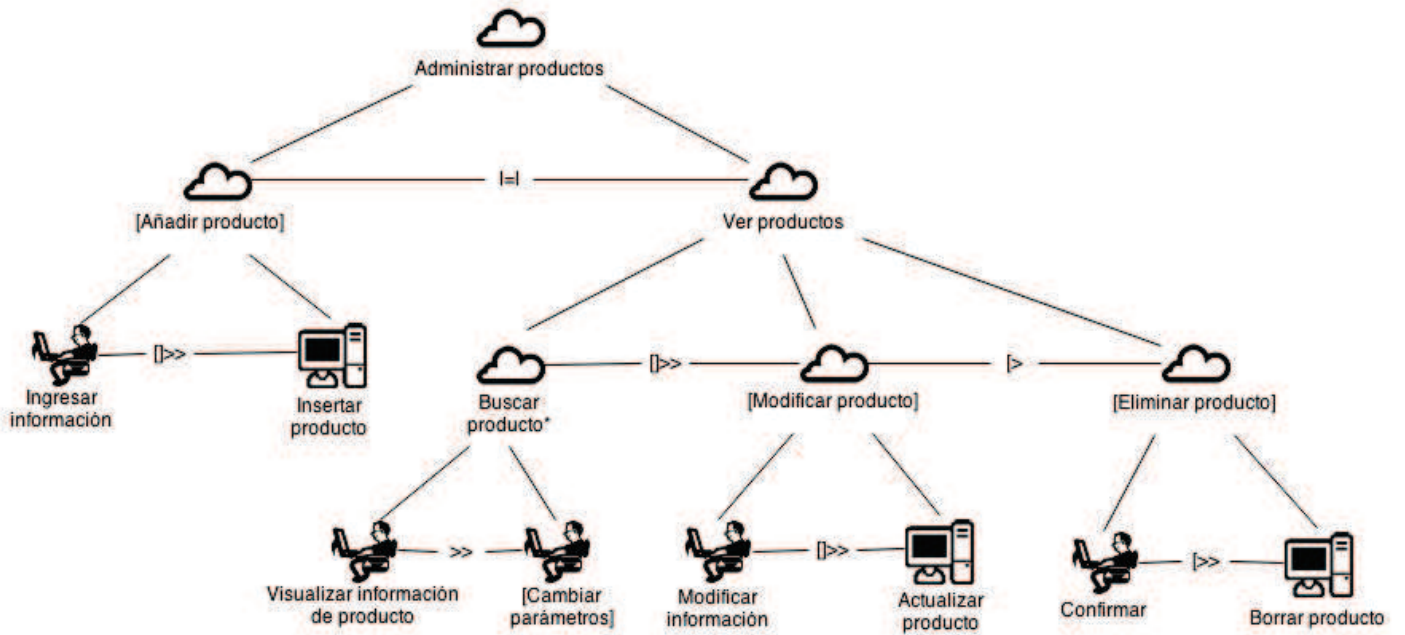 Administrar productos
|=|
[Añadir producto]
Ver productos
[]>>
[]>>
[>
Ingresar
información
Insertar
producto
Buscar
producto*
[Modificar producto]
[Eliminar producto]
>>
[]>>
[>>
Visualizar información
de producto
[Cambiar
parámetros]
Modificar
información
Actualizar
producto
Confirmar
Borrar producto